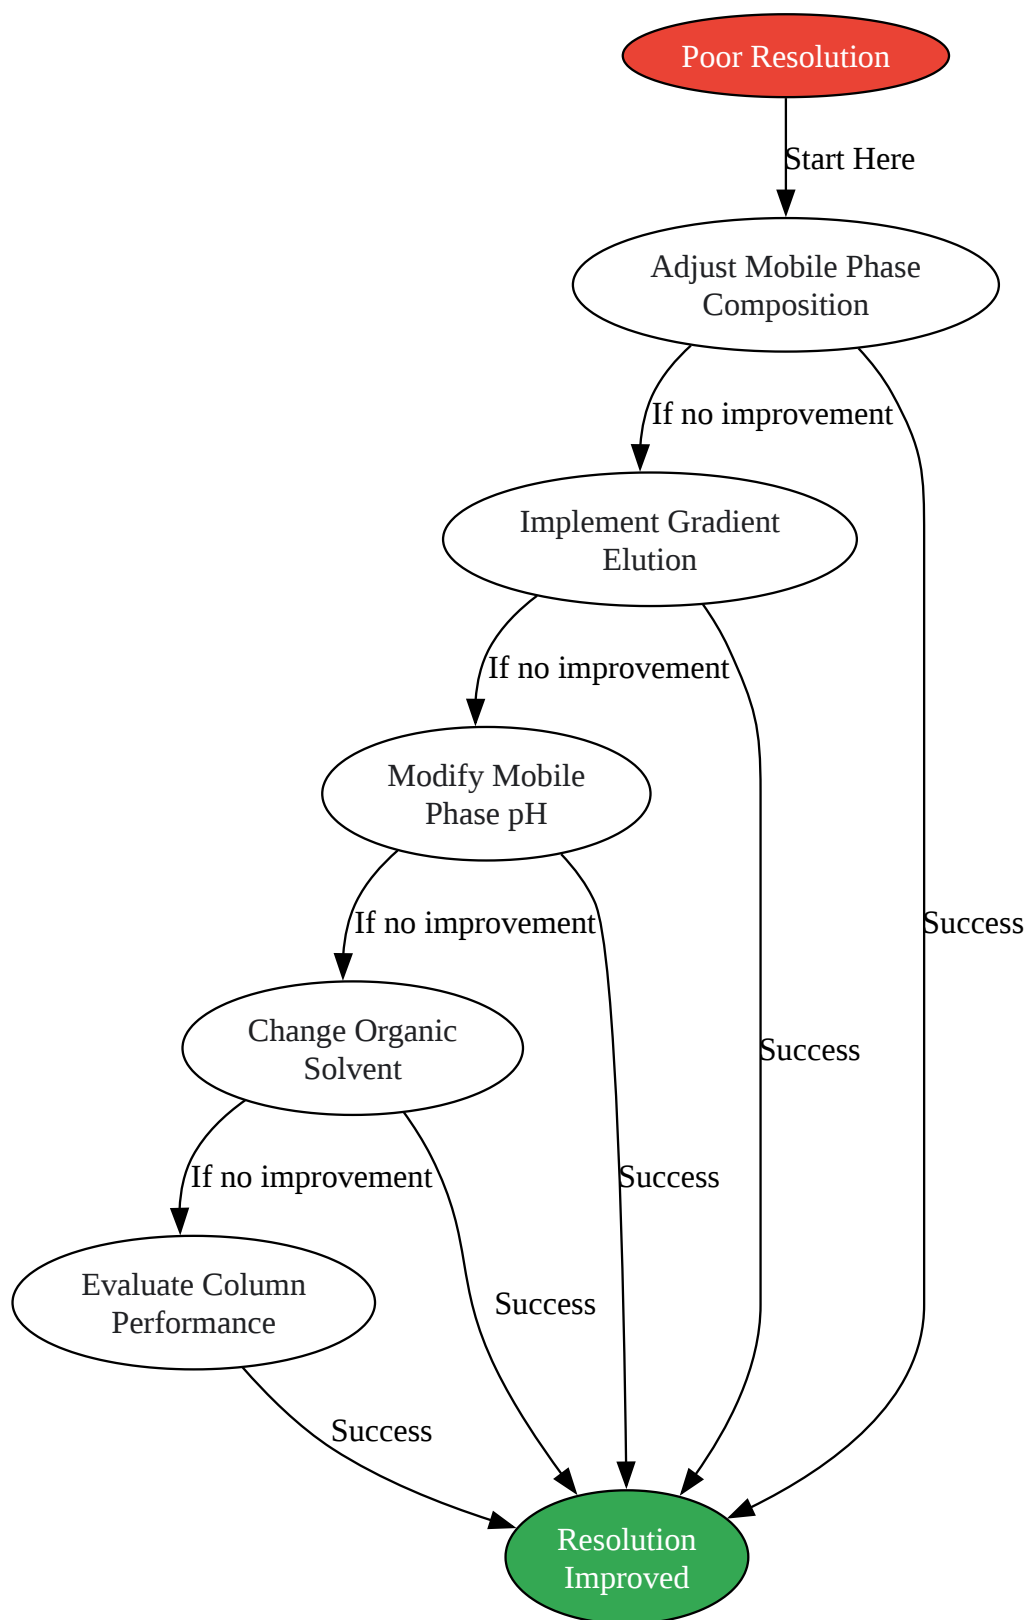 Poor Resolution
Start Here
Adjust Mobile Phase
Composition
If no improvement
Implement Gradient
Elution
If no improvement
Modify Mobile
Phase pH
If no improvement
Success
Change Organic
Solvent
Success
If no improvement
Success
Evaluate Column
Performance
Success
Success
Resolution
Improved